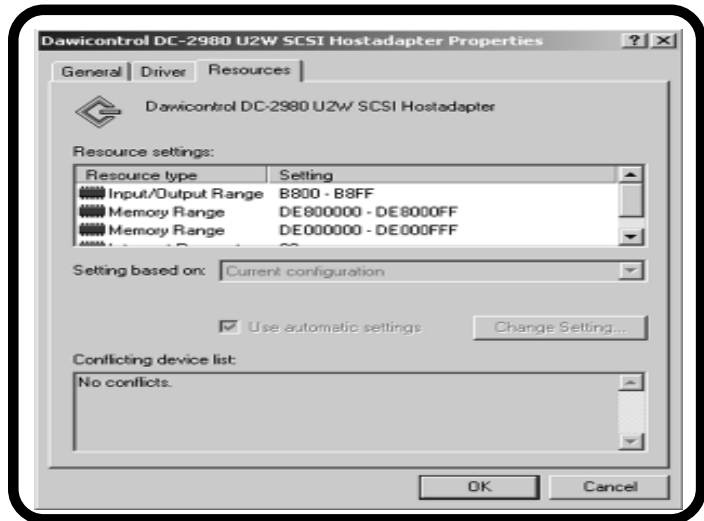 Dawicontrol DC-2980 U2W SCSI Hostadapter Properties
General Driver Resources
Dawicontrol DC-2980 U2W SCSI Hostadapter
Resource settings:
Resource type Setting
Input/Output Range B800 - B8FF
Memory Range DE800000 - DE8000FF
Memory Range DE000000 - DE000FFF
Setting based on: Current configuration
Use automatic settings Change Setting...
Conflicting device list:
No conflicts.
OK Cancel